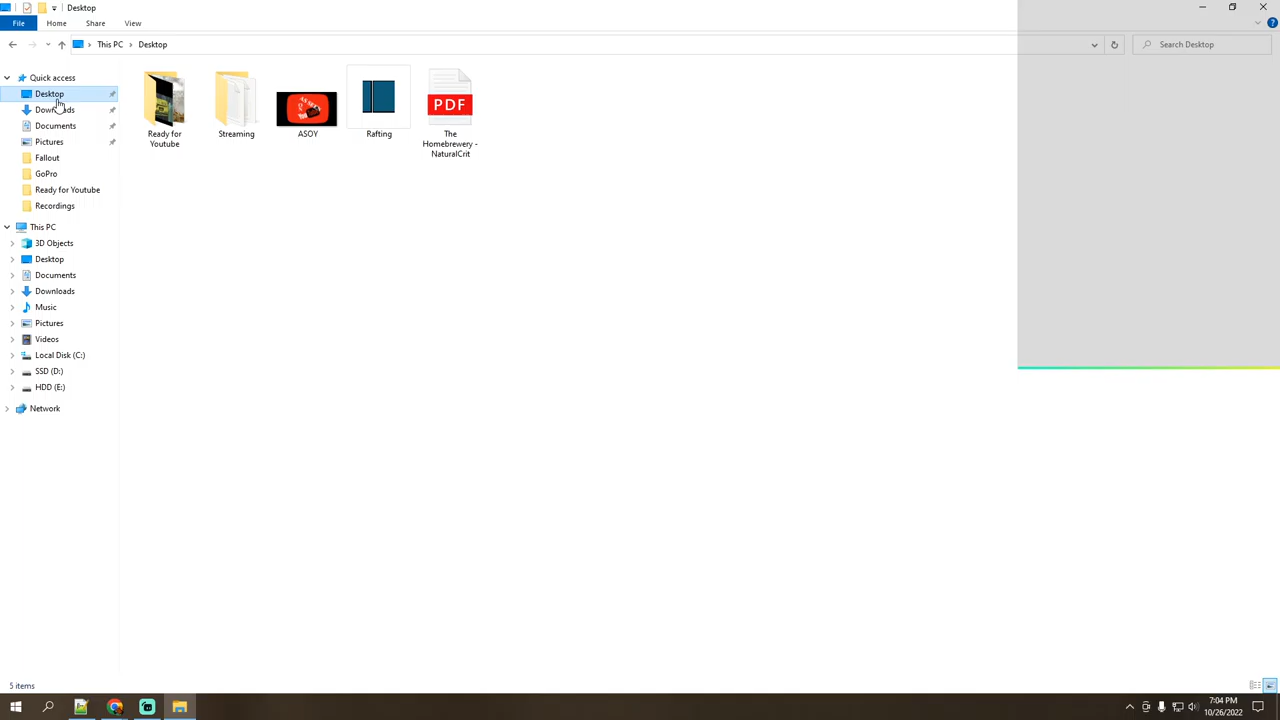 Desktop
File
Home
Share
View
This PC
Desktop
Search Desktop
Quick access
Desktop
Downloads
Documents
Pictures
Fallout
GoPro
Ready for Youtube
Recordings
This PC
3D Objects
Desktop
Documents
Downloads
Music
Pictures
Videos
Local Disk (C:)
SSD (D:)
HDD (E:)
Network
Ready for
Youtube
Streaming
ASOY
Rafting
PDF
The
Homebrewery -
NaturalCrit
5 items
7:04 PM
10/26/2022